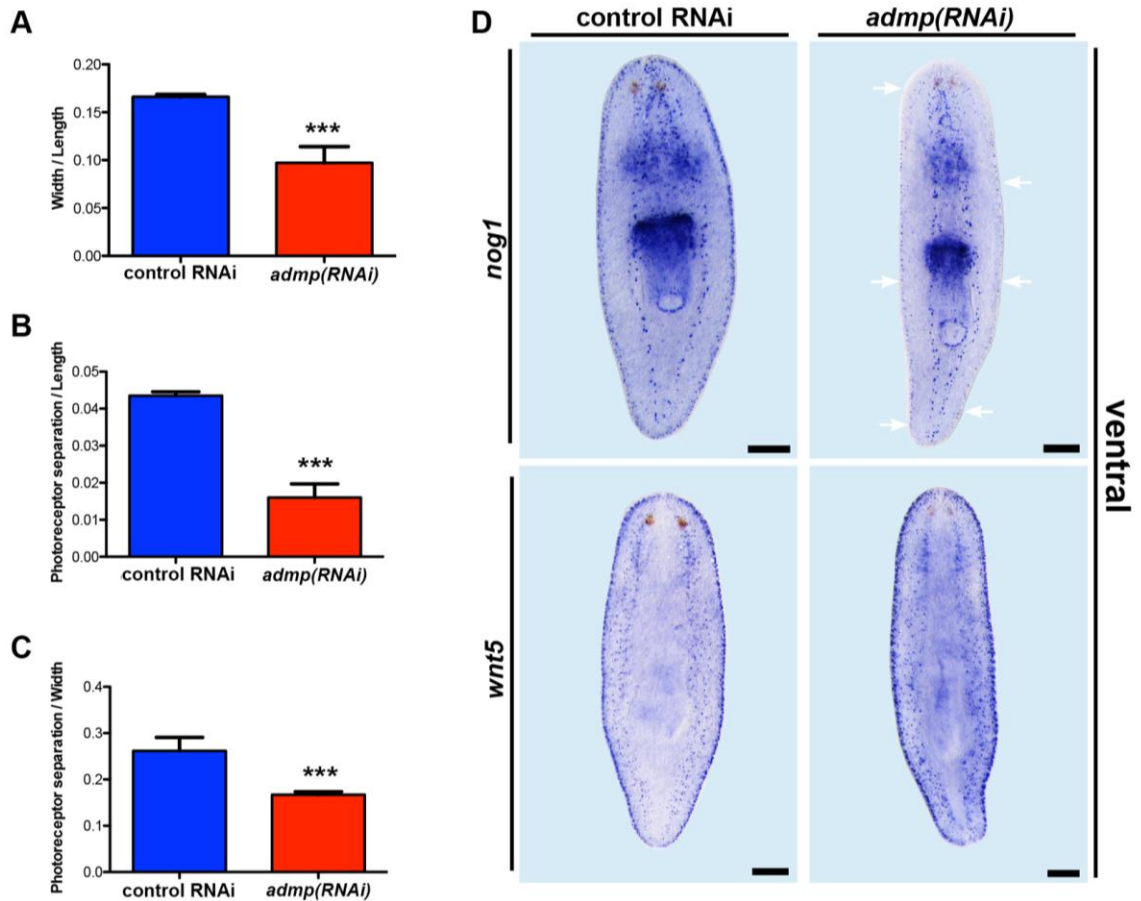 A
Width / Length
0.20
0.15
0.10
0.05
0.00
***
control RNAi
admp(RNAi)
B
Photoreceptor separation / Length
0.05
0.04
0.03
0.02
0.01
0.00
***
control RNAi
admp(RNAi)
C
Photoreceptor separation / Width
0.4
0.3
0.2
0.1
0.0
***
control RNAi
admp(RNAi)
D
control RNAi
admp(RNAi)
nog1
wnt5
ventral